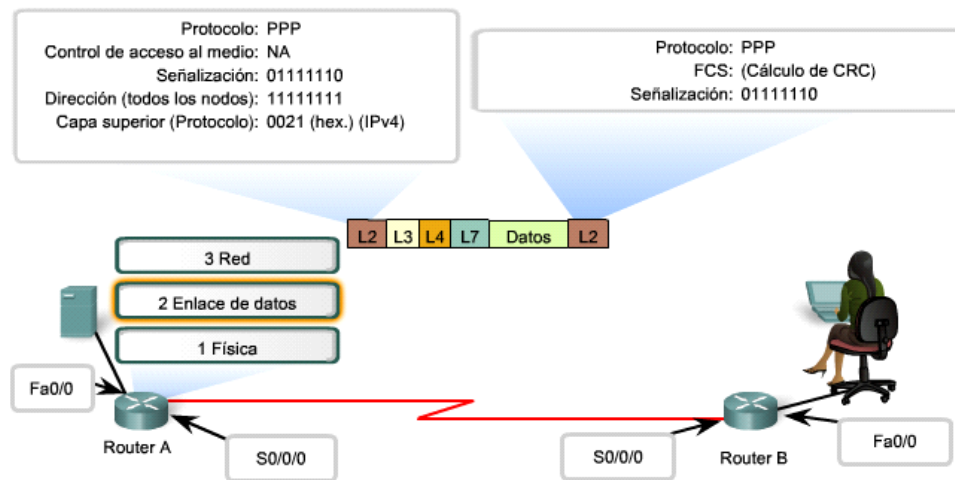 Protocolo: PPP
Control de acceso al medio: NA
Señalización: 01111110
Dirección (todos los nodos): 11111111
Capa superior (Protocolo): 0021 (hex.) (IPv4)
Protocolo: PPP
FCS: (Cálculo de CRC)
Señalización: 01111110
L2 L3 L4 L7 Datos L2
3 Red
2 Enlace de datos
1 Física
Fa0/0
Router A
S0/0/0
S0/0/0
Router B
Fa0/0